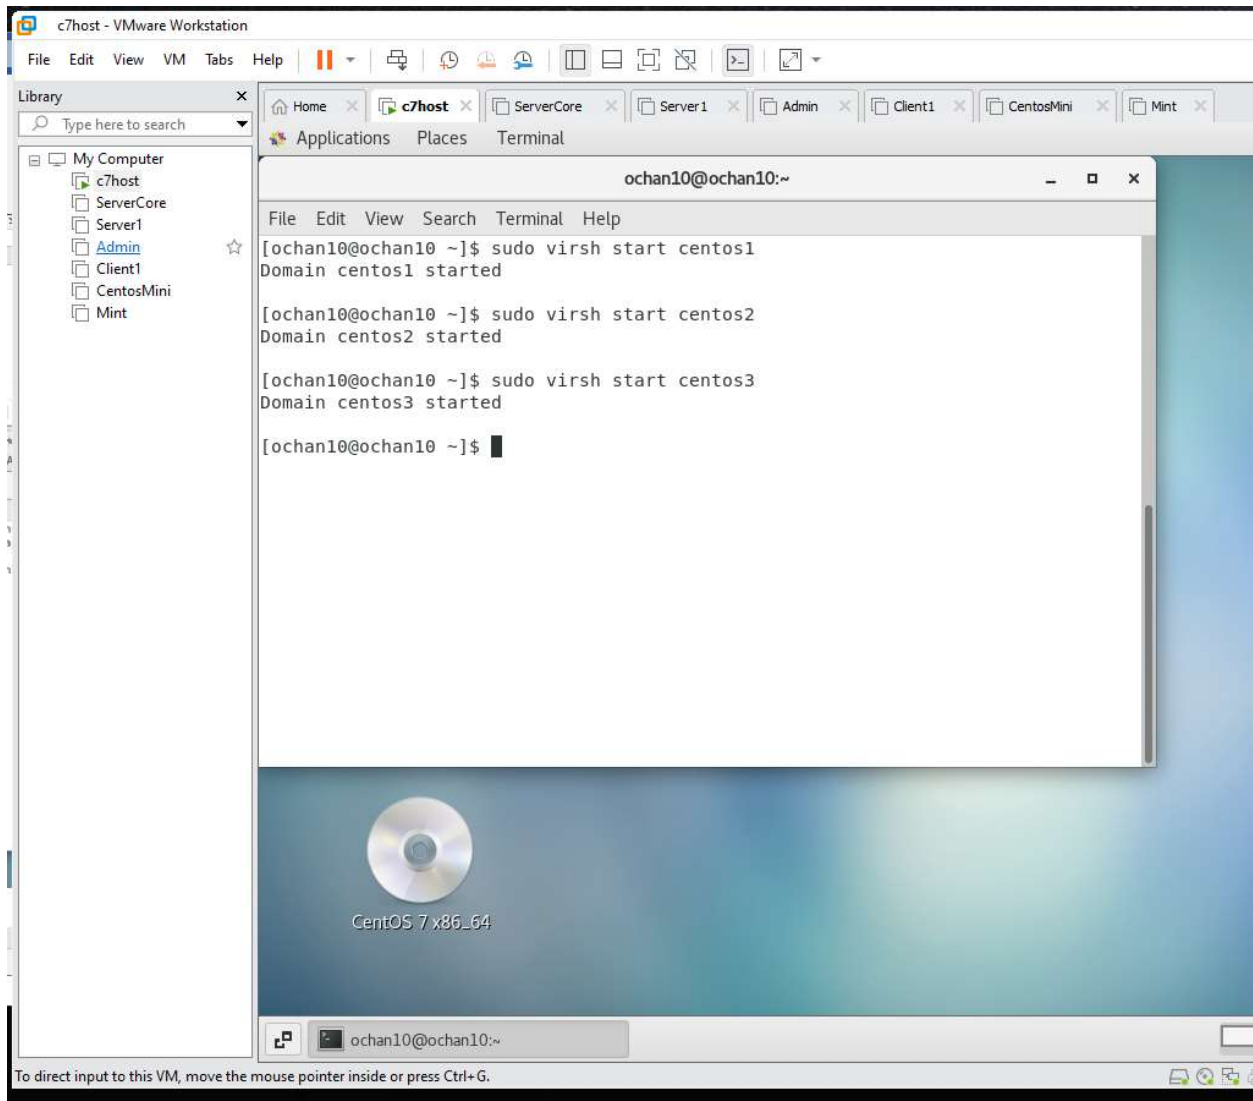 c7host - VMware Workstation
File Edit View VM Tabs Help
Library
Type here to search
My Computer
c7host
ServerCore
Server1
Admin
Client1
CentosMini
Mint
Home c7host ServerCore Server1 Admin Client1 CentosMini Mint
Applications Places Terminal
ochan10@ochan10:~
File Edit View Search Terminal Help
[ochan10@ochan10 ~]$ sudo virsh start centos1
Domain centos1 started
[ochan10@ochan10 ~]$ sudo virsh start centos2
Domain centos2 started
[ochan10@ochan10 ~]$ sudo virsh start centos3
Domain centos3 started
[ochan10@ochan10 ~]$
CentOS 7 x86_64
ochan10@ochan10:~
To direct input to this VM, move the mouse pointer inside or press Ctrl+G.